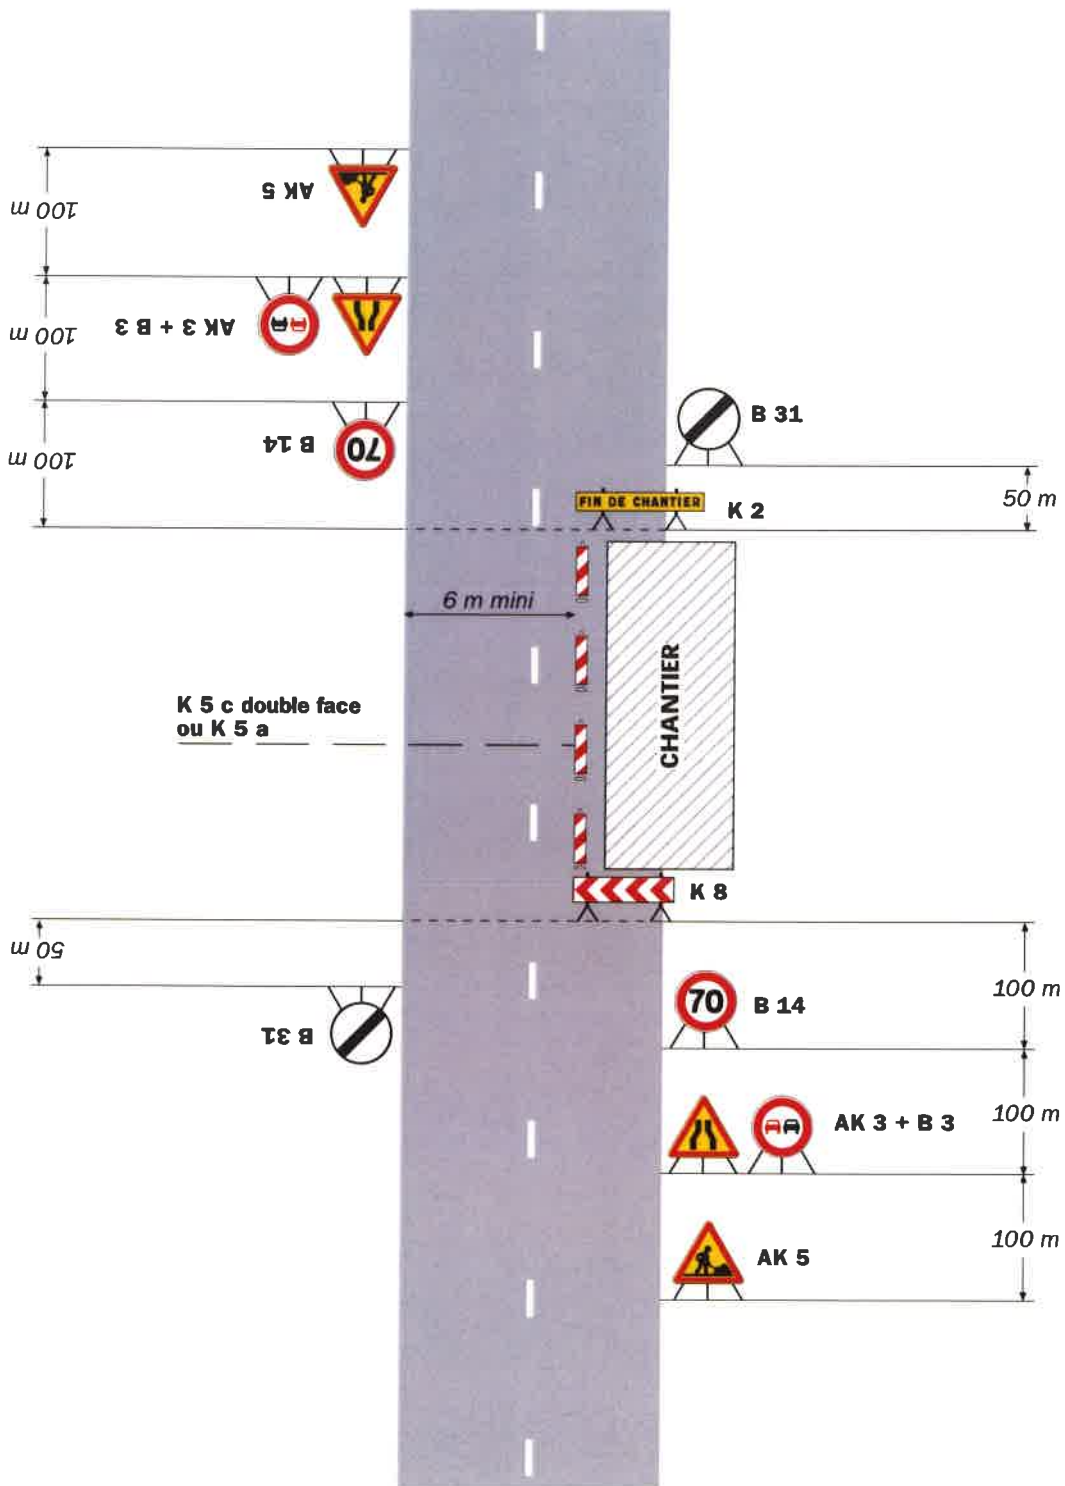 AK 5
100 m
AK 3 + B 3
100 m
70
B 14
100 m
B 31
50 m
FIN DE CHANTIER
K 2
6 m mini
CHANTIER
K 5 c double face
ou K 5 a
K 8
50 m
B 31
70
B 14
100 m
AK 3 + B 3
100 m
AK 5
100 m